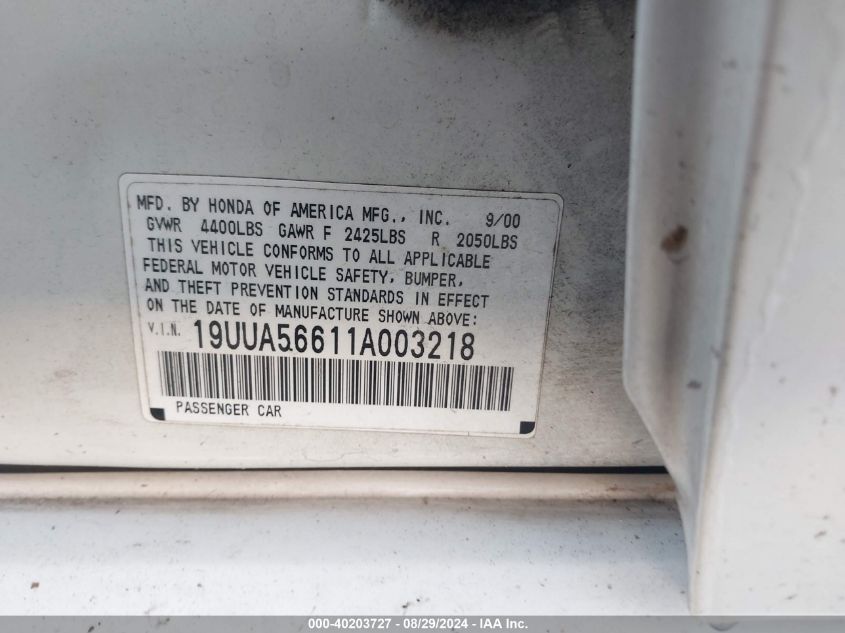 MFD. BY HONDA OF AMERICA MFG., INC. 9/00
GVWR 4400LBS GAWR F 2425LBS R 2050LBS
THIS VEHICLE CONFORMS TO ALL APPLICABLE
FEDERAL MOTOR VEHICLE SAFETY, BUMPER,
AND THEFT PREVENTION STANDARDS IN EFFECT
ON THE DATE OF MANUFACTURE SHOWN ABOVE:
V.I.N. 19UUA56611A003218
PASSENGER CAR
000-40203727 - 08/29/2024 - IAA Inc.